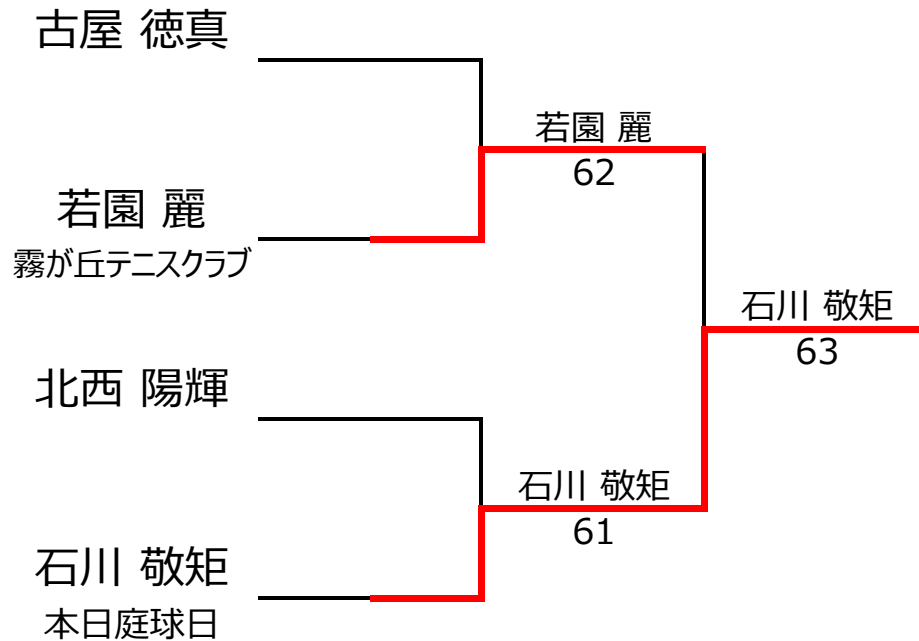 古屋 徳真
若園 麗
霧が丘テニスクラブ
北西 陽輝
石川 敬矩
本日庭球日
若園 麗
62
石川 敬矩
61
石川 敬矩
63